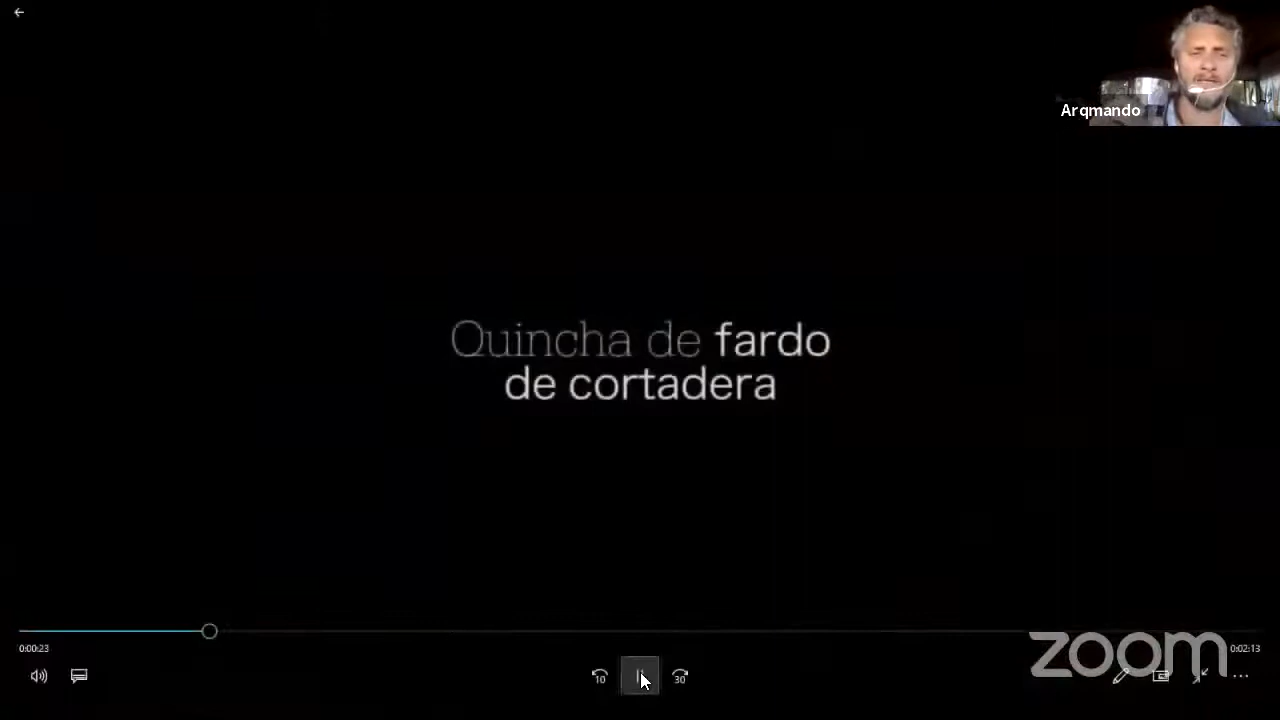 Arqmando
Quincha de fardo
de cortadera
0:00:23
0:02:13
10
30
zoom